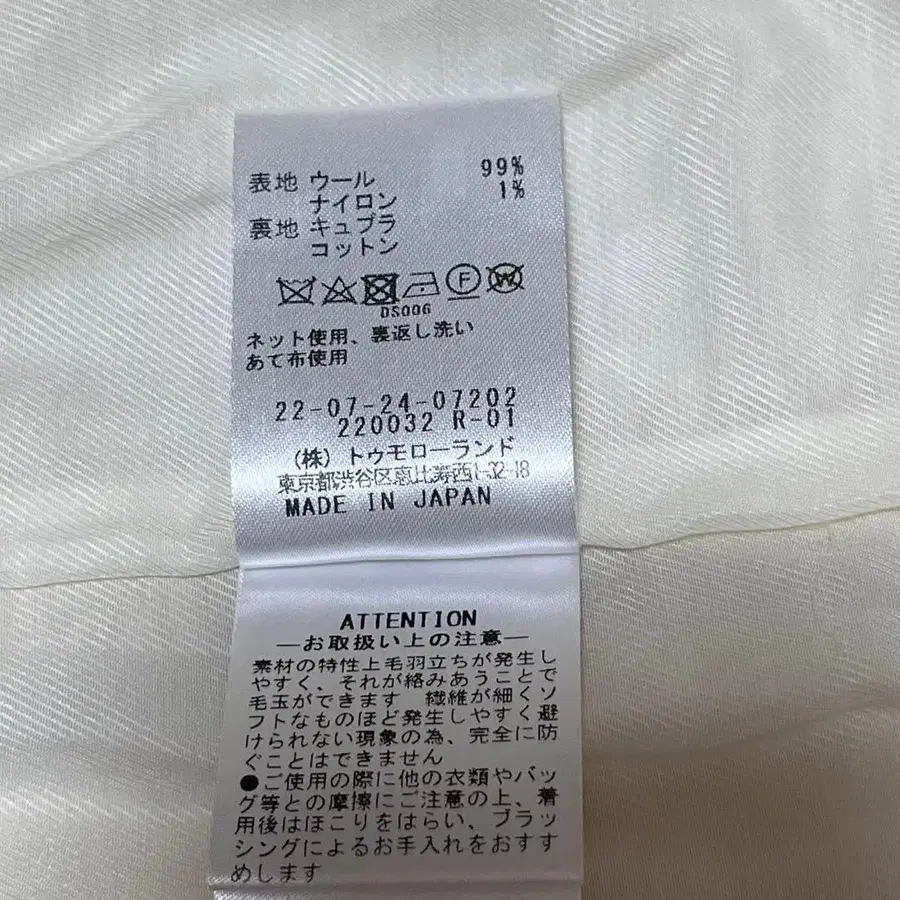 表地 ウール 99%
ナイロン 1%
裏地 キュプラ
コットン
F W
DS006
ネット使用、裏返し洗い
あて布使用
22-07-24-07202
220032 R-01
(株) トゥモローランド
東京都渋谷区恵比寿西1-32-18
MADE IN JAPAN
ATTENTION
―お取扱い上の注意―
素材の特性上毛羽立ちが発生し
やすく、それが絡みあうことで
毛玉ができます 繊維が細くソ
フトなものほど発生しやすく避
けられない現象の為、完全に防
ぐことはできません
●ご使用の際に他の衣類やバッ
グ等との摩擦にご注意の上、着
用後はほこりをはらい、ブラッ
シングによるお手入れをおすす
めします